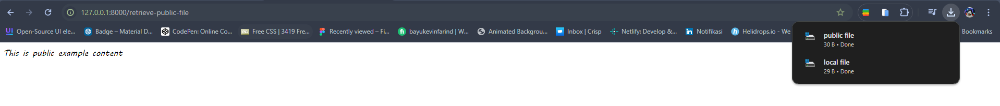 127.0.0.1:8000/retrieve-public-file
Open-Source UI ele... Badge – Material D... CodePen: Online Co... Free CSS | 3419 Fre... Recently viewed – Fi... bayukevinfarind | W... Animated Backgrou... Inbox | Crisp Netlify: Develop &... Notifikasi Helidrops.io - We Bookmarks
This is public example content
public file
30 B • Done
local file
29 B • Done